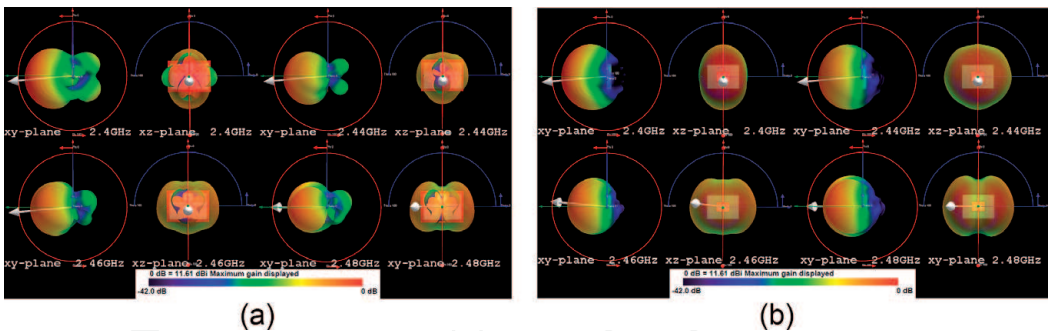 xy-plane 2.4GHz xz-plane 2.4GHz xy-plane 2.44GHz xz-plane 2.44GHz
xy-plane 2.46GHz xz-plane 2.46GHz xy-plane 2.48GHz xz-plane 2.48GHz
0 dB = 11.61 dBi Maximum gain displayed
-42.0 dB 0 dB
(a)
xy-plane 2.4GHz xz-plane 2.4GHz xy-plane 2.44GHz xz-plane 2.44GHz
xy-plane 2.46GHz xz-plane 2.46GHz xy-plane 2.48GHz xz-plane 2.48GHz
0 dB = 11.61 dBi Maximum gain displayed
-42.0 dB 0 dB
(b)